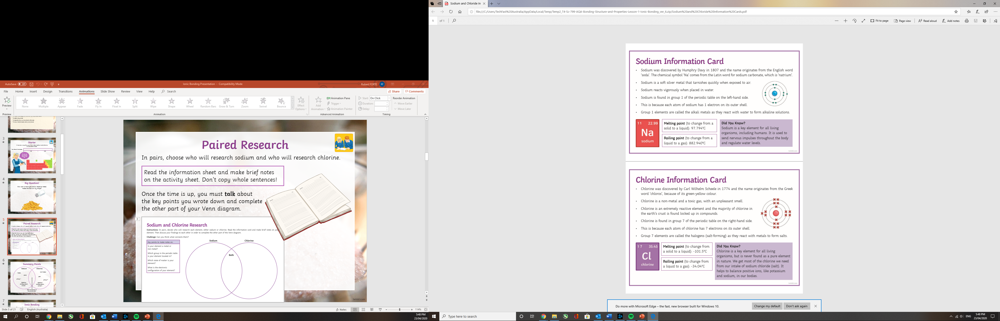 AutoSave Off
Ionic Bonding Presentation - Compatibility Mode
Robert FORTE RF
File Home Insert Design Transitions Animations Slide Show Review View Help Search
Share Comments
Preview
None Multiple Appear Fade Fly In Float In Split Wipe Shape Wheel Random Bars Grow & Turn Zoom Swivel Bounce
Effect Options
Add Animation
Animation Pane
Trigger
Animation Painter
Start: On Click
Duration:
Delay:
Reorder Animation
Move Earlier
Move Later
Preview Animation Advanced Animation Timing
3
Starter
4
Big Question!
How can a toxic gas and a reactive metal
make the salt on my chips?
5
Paired Research
6
Summary Points
Sodium Chlorine
7
Ionic Bonding
Paired Research
In pairs, choose who will research sodium and who will research chlorine.
Read the information sheet and make brief notes
on the activity sheet. Don't copy whole sentences!
Once the time is up, you must talk about
the key points you wrote down and complete
the other part of your Venn diagram.
0
Sodium and Chlorine Research
Instructions: In pairs, decide who will research each element, either sodium or chlorine. Read the information card and make brief notes on you
element. Then discuss your findings to each other in order to complete the other part of the Venn diagram.
Challenge: Can you think what connects them?
Key points to make notes on:
Is your element a metal or
non-metal?
Which group in the periodic table
is your element located in?
Which state of matter is your
element?
What is the electronic
configuration of your element?
Sodium Chlorine
Both
twinkl.com
Slide 5 of 21 English (Australia)
Notes 114%
5:48 PM
23/04/2020
Sodium and Chloride In
file:///C:/Users/TechFast%20Australia/AppData/Local/Temp/Temp2_T4-Sc-799-AQA-Bonding-Structure-and-Properties-Lesson-1-Ionic-Bonding_ver_6.zip/Sodium%20and%20Chloride%20Information%20Cards.pdf
1 of 1
Fit to page Page view Read aloud Add notes
Sodium Information Card
• Sodium was discovered by Humphry Davy in 1807 and the name originates from the English word
'soda'. The chemical symbol 'Na' comes from the Latin word for sodium carbonate, which is 'natrium'.
• Sodium is a soft silver metal that tarnishes quickly when exposed to air.
• Sodium reacts vigorously when placed in water.
• Sodium is found in group 1 of the periodic table on the left-hand side.
• This is because each atom of sodium has 1 electron on its outer shell.
• Group 1 elements are called the alkali metals as they react with water to form alkaline solutions.
11 22.99
Na
sodium
Melting point (to change from a
solid to a liquid): 97.794°C
Boiling point (to change from a
liquid to a gas): 882.940°C
Did You Know?
Sodium is a key element for all living
organisms, including humans. It is used to
send nervous impulses throughout the body
and regulate water levels.
twinkl.com
Chlorine Information Card
• Chlorine was discovered by Carl Wilhelm Scheele in 1774 and the name originates from the Greek
word 'chloros', because of its green-yellow colour.
• Chlorine is a non-metal and a toxic gas, with an unpleasant smell.
• Chlorine is an extremely reactive element and the majority of chlorine in
the earth's crust is found locked up in compounds.
• Chlorine is found in group 7 of the periodic table on the right-hand side.
• This is because each atom of chlorine has 7 electrons on its outer shell.
• Group 7 elements are called the halogens (salt-forming) as they react with metals to form salts.
17 35.45
Cl
chlorine
Melting point (to change from
a solid to a liquid): -101.5°C
Boiling point (to change from
a liquid to a gas): -34.04°C
Did You Know?
Chlorine is a key element for all living
organisms, but is never found as a pure element
in nature. We get most of the chlorine we need
from our intake of sodium chloride (salt). It
helps to balance positive ions, like potassium
and sodium, in our bodies.
twinkl.com
Do more with Microsoft Edge – the fast, new browser built for Windows 10.
Change my default Don't ask again
Type here to search
ENG
5:48 PM
23/04/2020